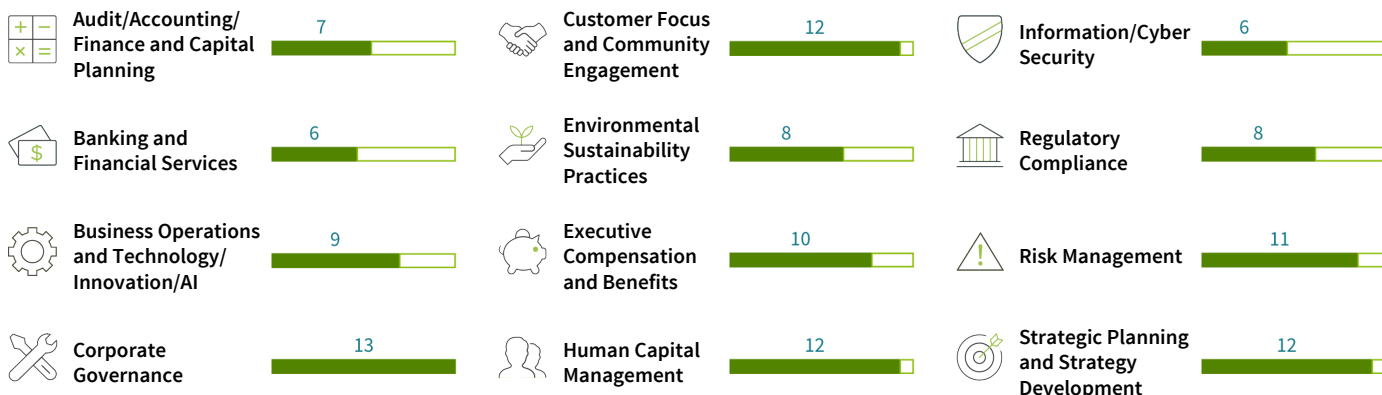 Audit/Accounting/
Finance and Capital
Planning
7
Customer Focus
and Community
Engagement
12
Information/Cyber
Security
6
Banking and
Financial Services
6
Environmental
Sustainability
Practices
8
Regulatory
Compliance
8
Business Operations
and Technology/
Innovation/AI
9
Executive
Compensation
and Benefits
10
Risk Management
11
Corporate
Governance
13
Human Capital
Management
12
Strategic Planning
and Strategy
Development
12